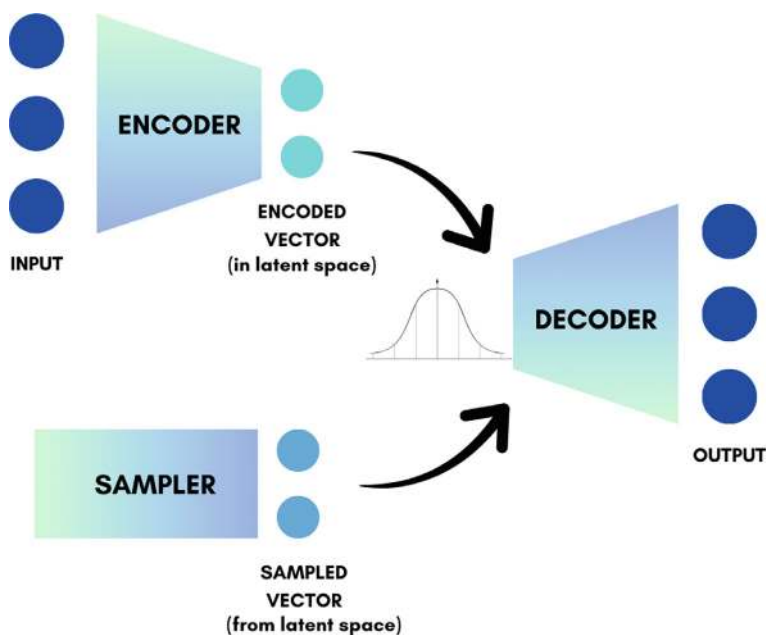 ENCODER
INPUT
ENCODED
VECTOR
(in latent space)
DECODER
OUTPUT
SAMPLER
SAMPLED
VECTOR
(from latent space)